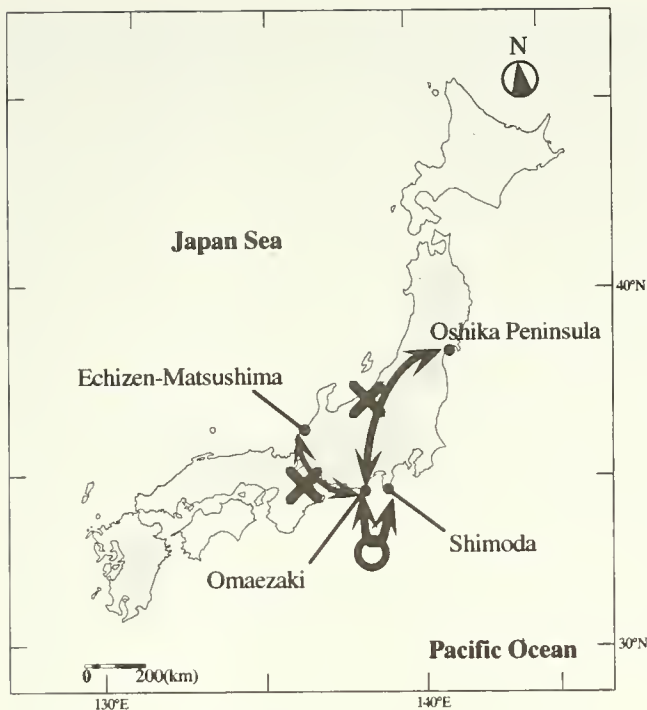 N
Japan Sea
40°N
Oshika Peninsula
Echizen-Matsushima
Shimoda
Omaezaki
Pacific Ocean
30°N
0 200(km)
130°E
140°E